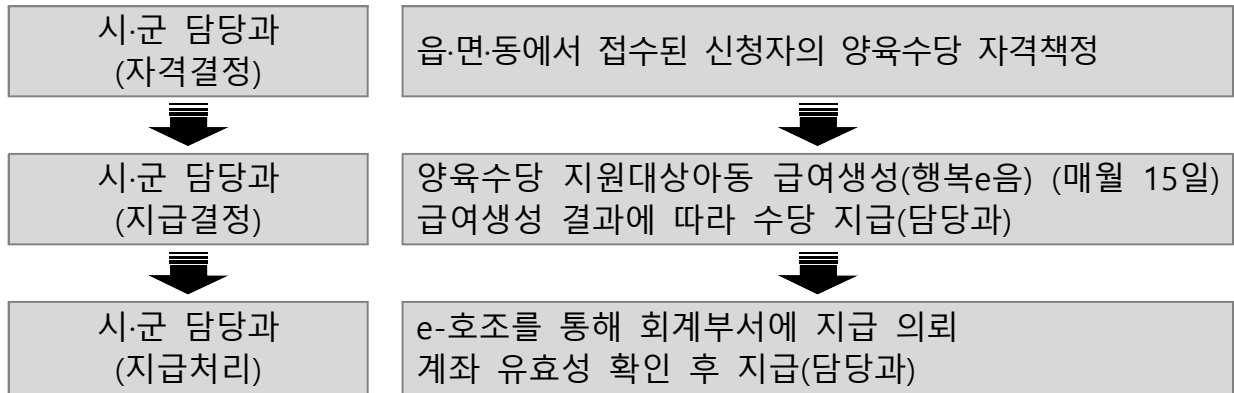 시·군 담당과
(자격결정)
읍·면·동에서 접수된 신청자의 양육수당 자격책정
시·군 담당과
(지급결정)
양육수당 지원대상아동 급여생성(행복e음) (매월 15일)
급여생성 결과에 따라 수당 지급(담당과)
시·군 담당과
(지급처리)
e-호조를 통해 회계부서에 지급 의뢰
계좌 유효성 확인 후 지급(담당과)